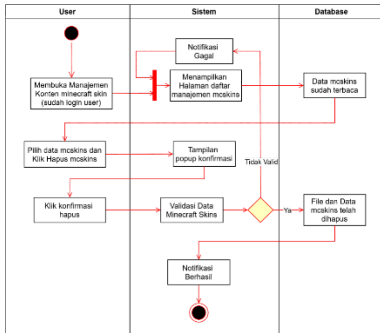 User
Sistem
Database
Notifikasi
Gagal
Membuka Manajemen
Konten minecraft skin
(sudah login user)
Menampilkan
Halaman daftar
manajemen mcskins
Data mcskins
sudah terbaca
Pilih data mcskins dan
Klik Hapus mcskins
Tampilan
popup konfirmasi
Tidak Valid
Klik konfirmasi
hapus
Validasi Data
Minecraft Skins
Ya
File dan Data
mcskins telah
dihapus
Notifikasi
Berhasil